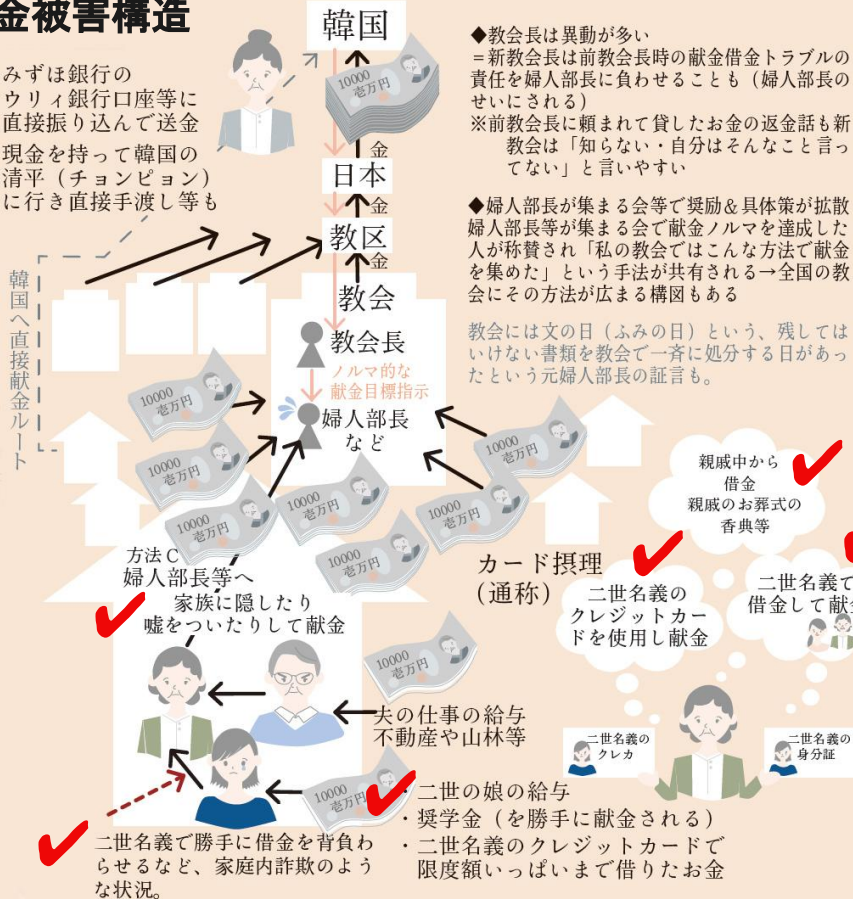 金被害構造
みずほ銀行の
ウリィ銀行口座等に
直接振り込んで送金
現金を持って韓国の
清平（チョンピョン）
に行き直接手渡し等も
韓国
10000
壱万円
金
日本
金
教区
金
教会
教会長
ノルマ的な
献金目標指示
婦人部長
など
韓国へ直接献金ルート
◆教会長は異動が多い
＝新教会長は前教会長時の献金借金トラブルの
責任を婦人部長に負わせることも（婦人部長の
せいにされる）
※前教会長に頼まれて貸したお金の返金話も新
教会は「知らない・自分はそんなこと言っ
てない」と言いやすい
◆婦人部長が集まる会等で奨励＆具体策が拡散
婦人部長等が集まる会で献金ノルマを達成した
人が称賛され「私の教会ではこんな方法で献金
を集めた」という手法が共有される→全国の教
会にその方法が広まる構図もある
教会には文の日（ふみの日）という、残しては
いけない書類を教会で一斉に処分する日があっ
たという元婦人部長の証言も。
10000
壱万円
10000
壱万円
10000
壱万円
10000
壱万円
10000
壱万円
10000
壱万円
10000
壱万円
方法C
婦人部長等へ
家族に隠したり
嘘をついたりして献金
カード摂理
（通称）
親戚中から
借金
親戚のお葬式の
香典等
二世名義の
クレジットカー
ドを使用し献金
二世名義で
借金して献金
10000
壱万円
夫の仕事の給与
不動産や山林等
二世名義の
クレカ
二世名義の
身分証
10000
壱万円
・二世の娘の給与
・奨学金（を勝手に献金される）
・二世名義のクレジットカードで
限度額いっぱいまで借りたお金
二世名義で勝手に借金を背負わ
らせるなど、家庭内詐欺のよう
な状況。